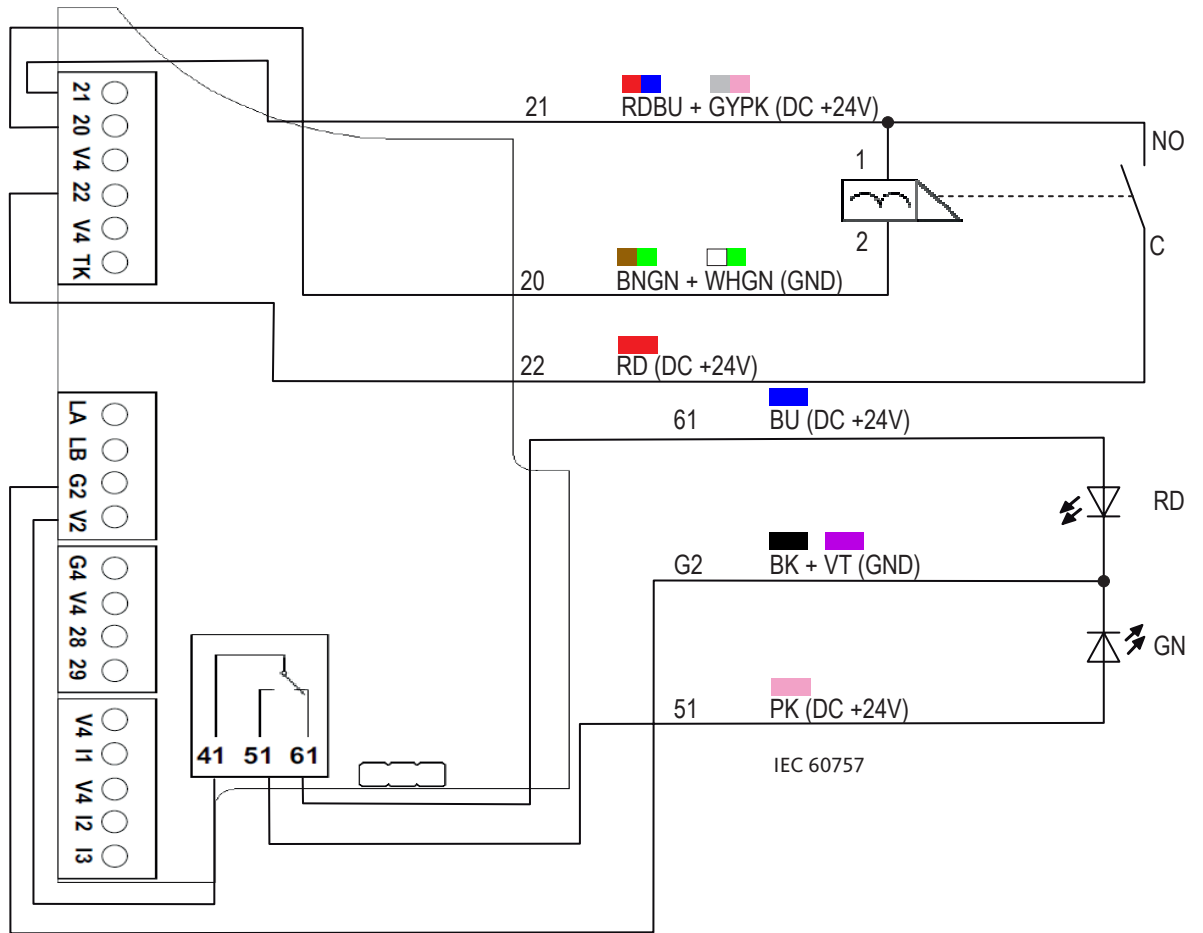 21
20
V4
22
V4
TK
LA
LB
G2
V2
G4
V4
28
29
V4
I1
V4
I2
I3
21 RDBU + GYPK (DC +24V)
NO
1
2
C
20 BNGN + WHGN (GND)
22 RD (DC +24V)
61 BU (DC +24V)
RD
G2 BK + VT (GND)
GN
51 PK (DC +24V)
41 51 61
IEC 60757